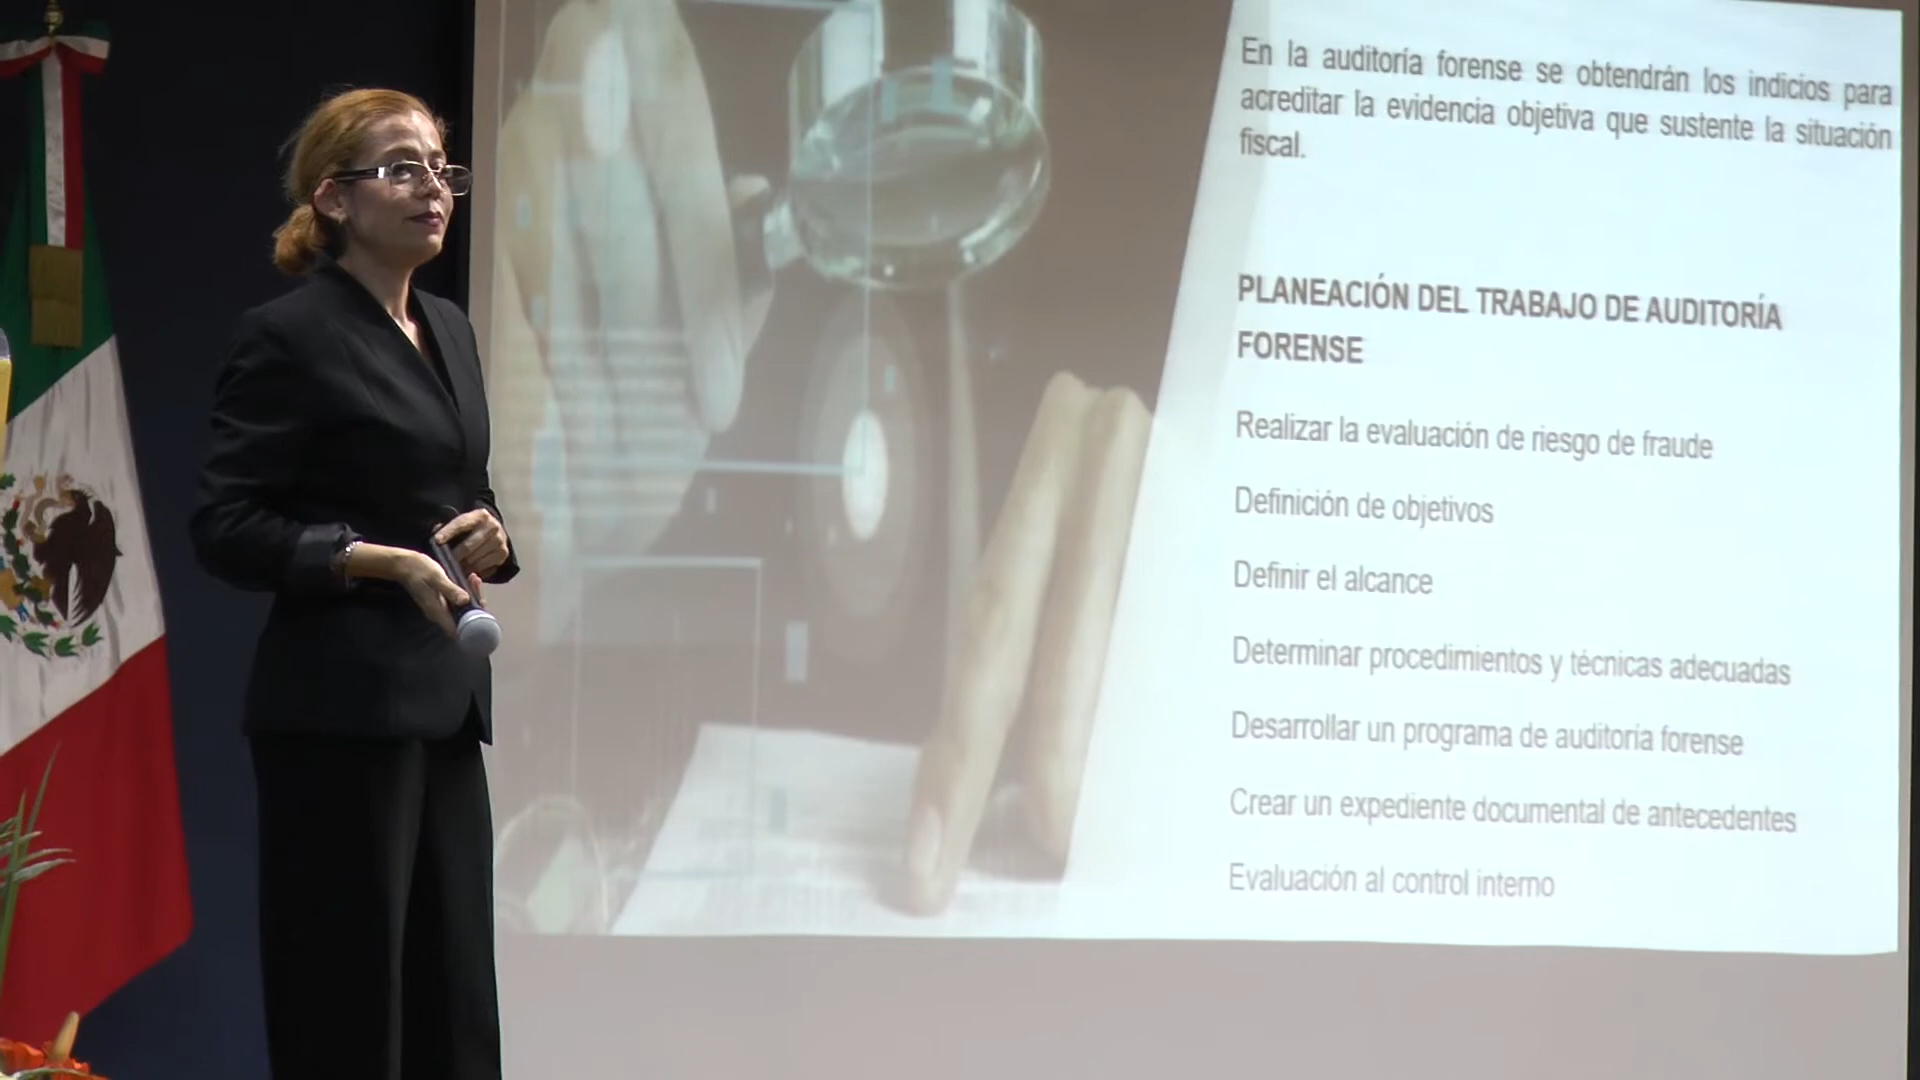 En la auditoría forense se obtendrán los indicios para
acreditar la evidencia objetiva que sustente la situación
fiscal.
PLANEACIÓN DEL TRABAJO DE AUDITORÍA
FORENSE
Realizar la evaluación de riesgo de fraude
Definición de objetivos
Definir el alcance
Determinar procedimientos y técnicas adecuadas
Desarrollar un programa de auditoría forense
Crear un expediente documental de antecedentes
Evaluación al control interno